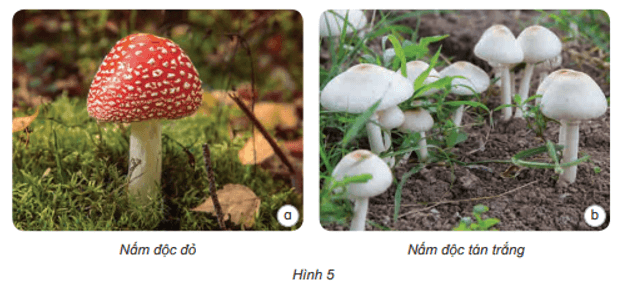 a
b
Nấm độc đỏ
Nấm độc tán trắng
Hình 5